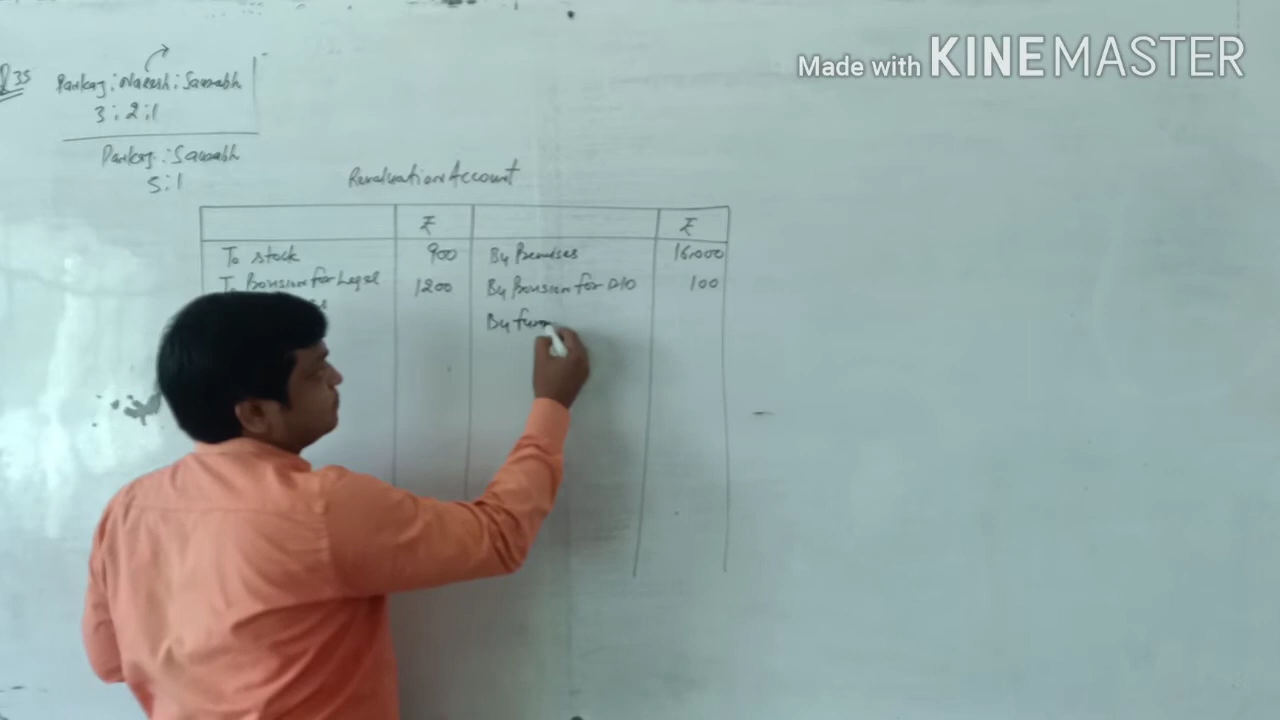 Q35
Pankaj : Naresh : Saurabh
3 : 2 : 1
Pankaj : Saurabh
5 : 1
Revaluation Account
₹ ₹
To stock 900 By Premises 16,000
To Provision for Legal 1200 By Provision for D/D 100
By furn
Made with KINEMASTER